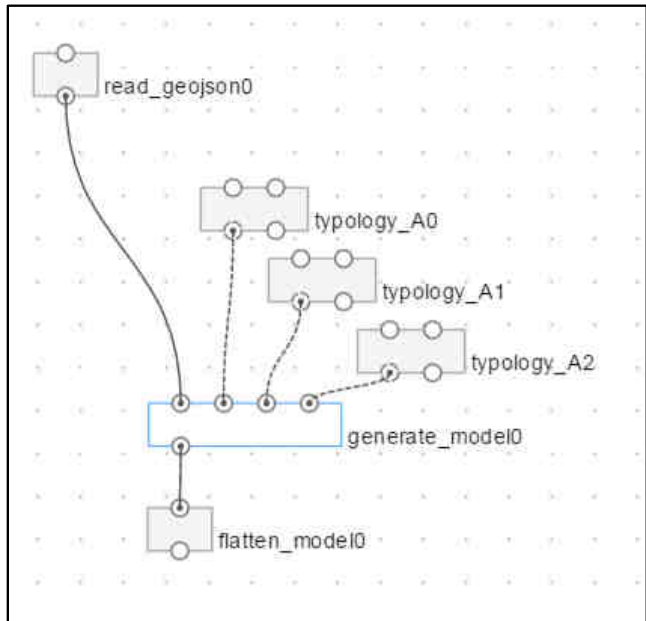 read_geojson0
typology_A0
typology_A1
typology_A2
generate_model0
flatten_model0